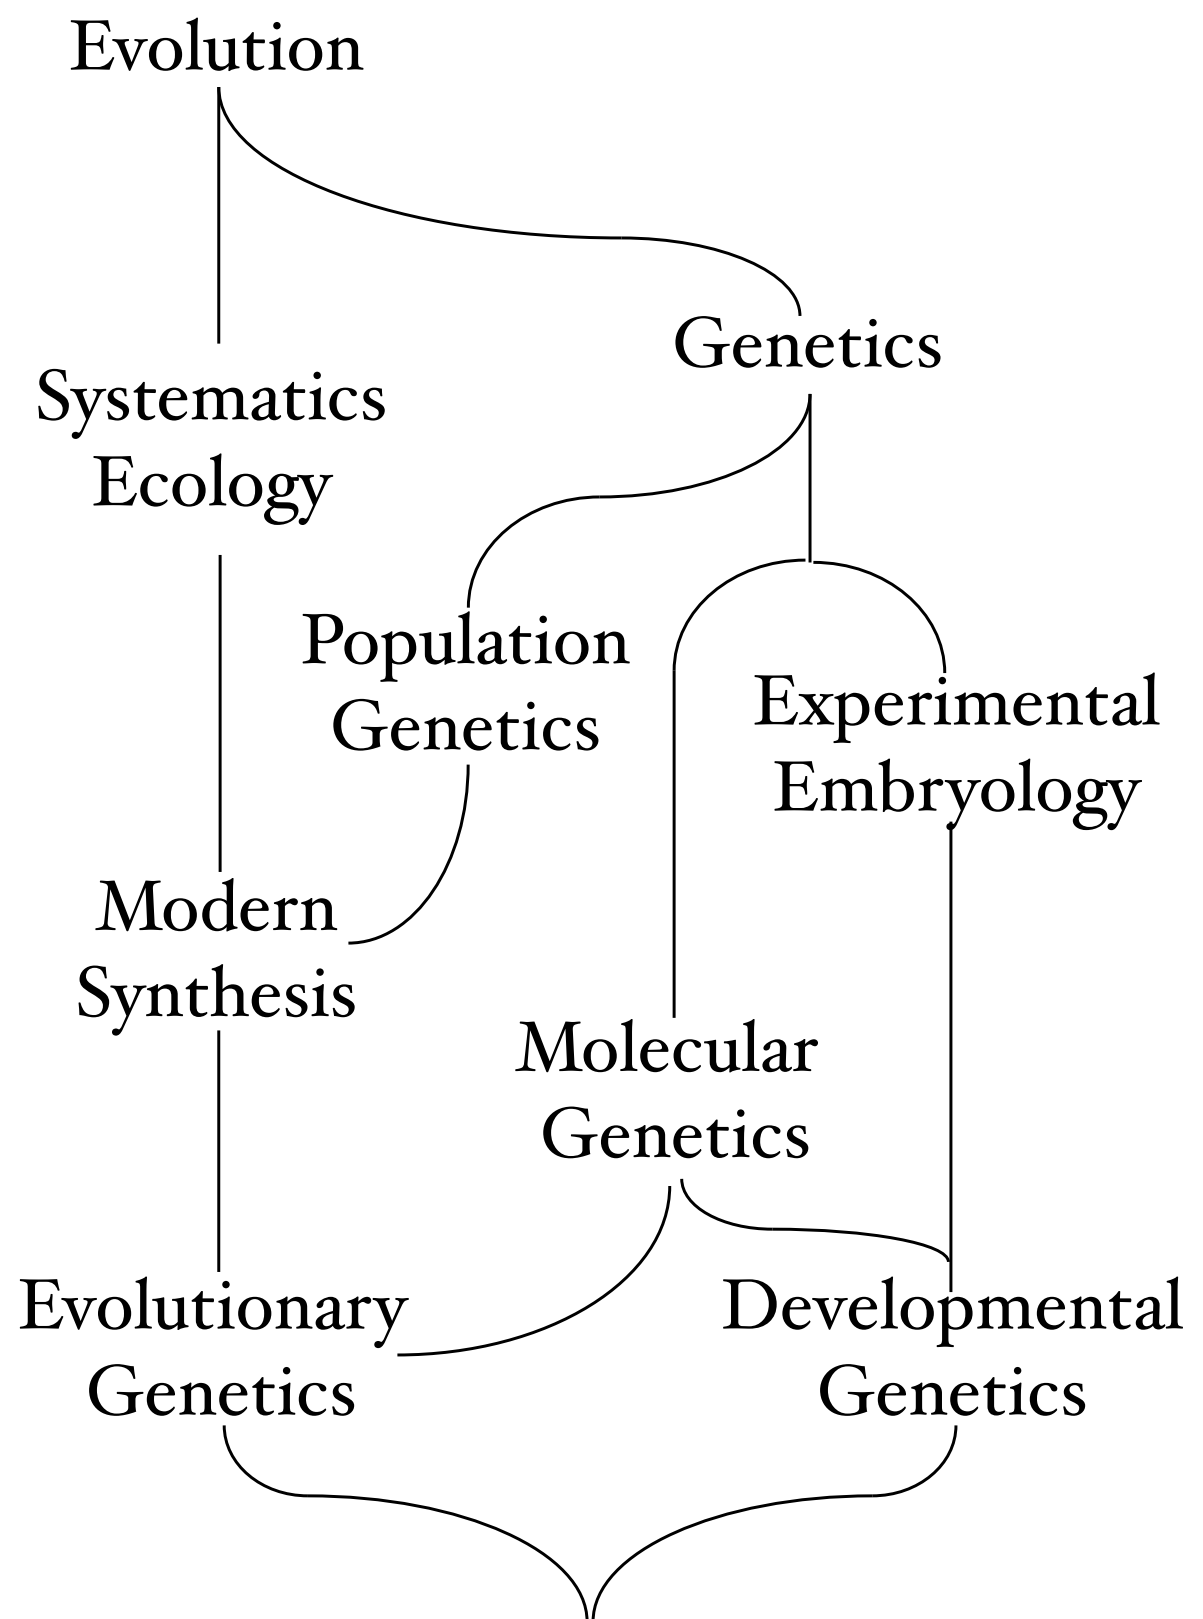 Evolution
Genetics
Systematics
Ecology
Population
Genetics
Experimental
Embryology
Modern
Synthesis
Molecular
Genetics
Evolutionary
Genetics
Developmental
Genetics